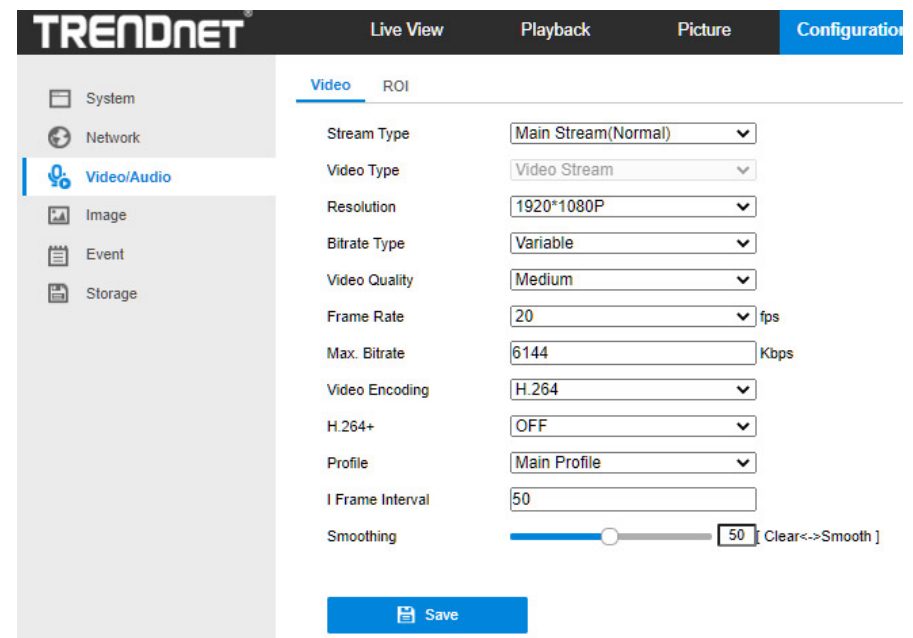 TRENDnet®
Live View Playback Picture Configuration
System
Network
Video/Audio
Image
Event
Storage
Video ROI
Stream Type Main Stream(Normal)
Video Type Video Stream
Resolution 1920*1080P
Bitrate Type Variable
Video Quality Medium
Frame Rate 20 fps
Max. Bitrate 6144 Kbps
Video Encoding H.264
H.264+ OFF
Profile Main Profile
I Frame Interval 50
Smoothing 50 [ Clear<->Smooth ]
Save